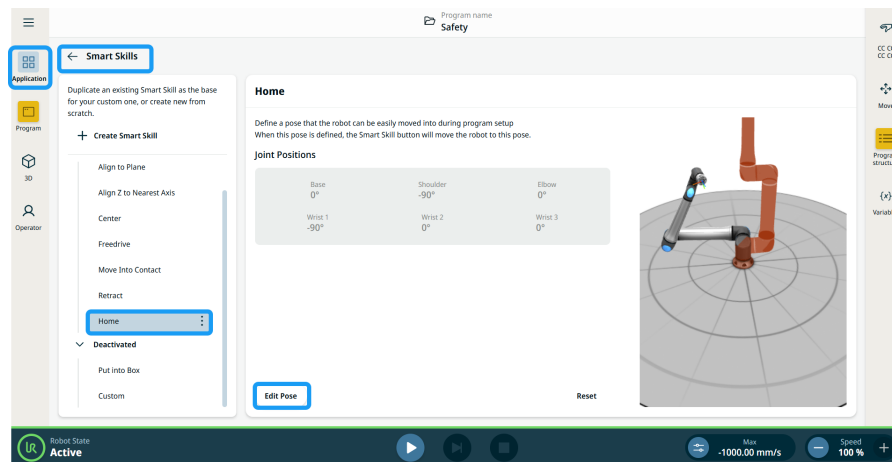 Program name
Safety
Smart Skills
Application
Program
3D
Operator
Duplicate an existing Smart Skill as the base
for your custom one, or create new from
scratch.
Create Smart Skill
Align to Plane
Align Z to Nearest Axis
Center
Freedrive
Move Into Contact
Retract
Home
Deactivated
Put into Box
Custom
Home
Define a pose that the robot can be easily moved into during program setup
When this pose is defined, the Smart Skill button will move the robot to this pose.
Joint Positions
Base Shoulder Elbow
0° -90° 0°
Wrist 1 Wrist 2 Wrist 3
-90° 0° 0°
Edit Pose Reset
CC C
CC C
Move
Progra
structu
{x}
Variab
Robot State
Active
Max
-1000.00 mm/s
Speed
100 %